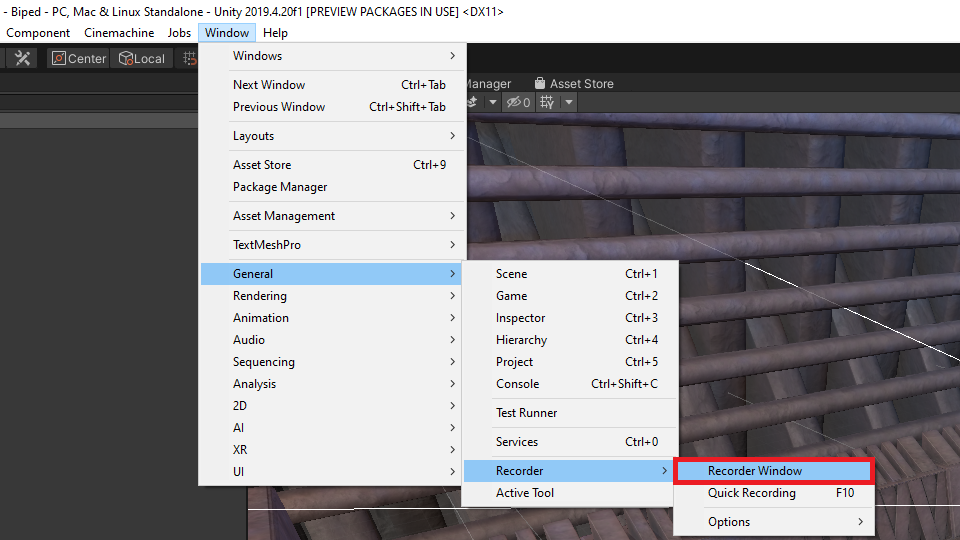 - Biped - PC, Mac & Linux Standalone - Unity 2019.4.20f1 [PREVIEW PACKAGES IN USE] <DX11>
Component Cinemachine Jobs Window Help
Center Local
Manager Asset Store
0
Windows
Next Window Ctrl+Tab
Previous Window Ctrl+Shift+Tab
Layouts
Asset Store Ctrl+9
Package Manager
Asset Management
TextMeshPro
General
Rendering
Animation
Audio
Sequencing
Analysis
2D
AI
XR
UI
Scene Ctrl+1
Game Ctrl+2
Inspector Ctrl+3
Hierarchy Ctrl+4
Project Ctrl+5
Console Ctrl+Shift+C
Test Runner
Services Ctrl+0
Recorder
Active Tool
Recorder Window
Quick Recording F10
Options